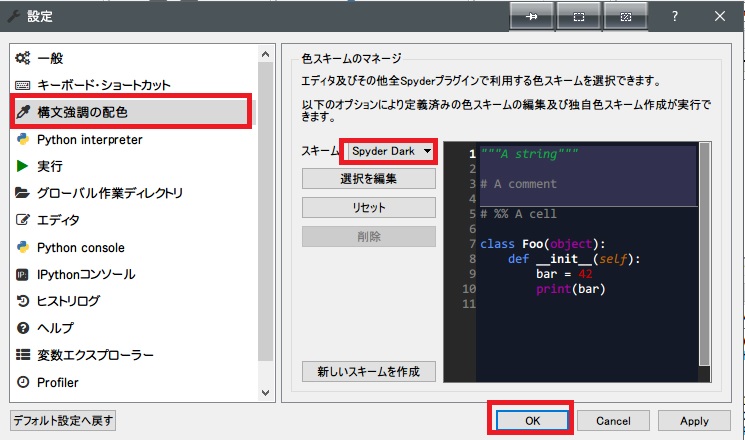 設定
?
一般
キーボード・ショートカット
構文強調の配色
Python interpreter
実行
グローバル作業ディレクトリ
エディタ
Python console
IP: IPythonコンソール
ヒストリログ
ヘルプ
変数エクスプローラー
Profiler
色スキームのマネージ
エディタ及びその他全Spyderプラグインで利用する色スキームを選択できます。
以下のオプションにより定義済みの色スキームの編集及び独自色スキーム作成が実行で
きます。
スキーム Spyder Dark
選択を編集
リセット
削除
新しいスキームを作成
1 """A string"""
2
3 # A comment
4
5 # %% A cell
6
7 class Foo(object):
8     def __init__(self):
9         bar = 42
10         print(bar)
11
デフォルト設定へ戻す
OK
Cancel
Apply